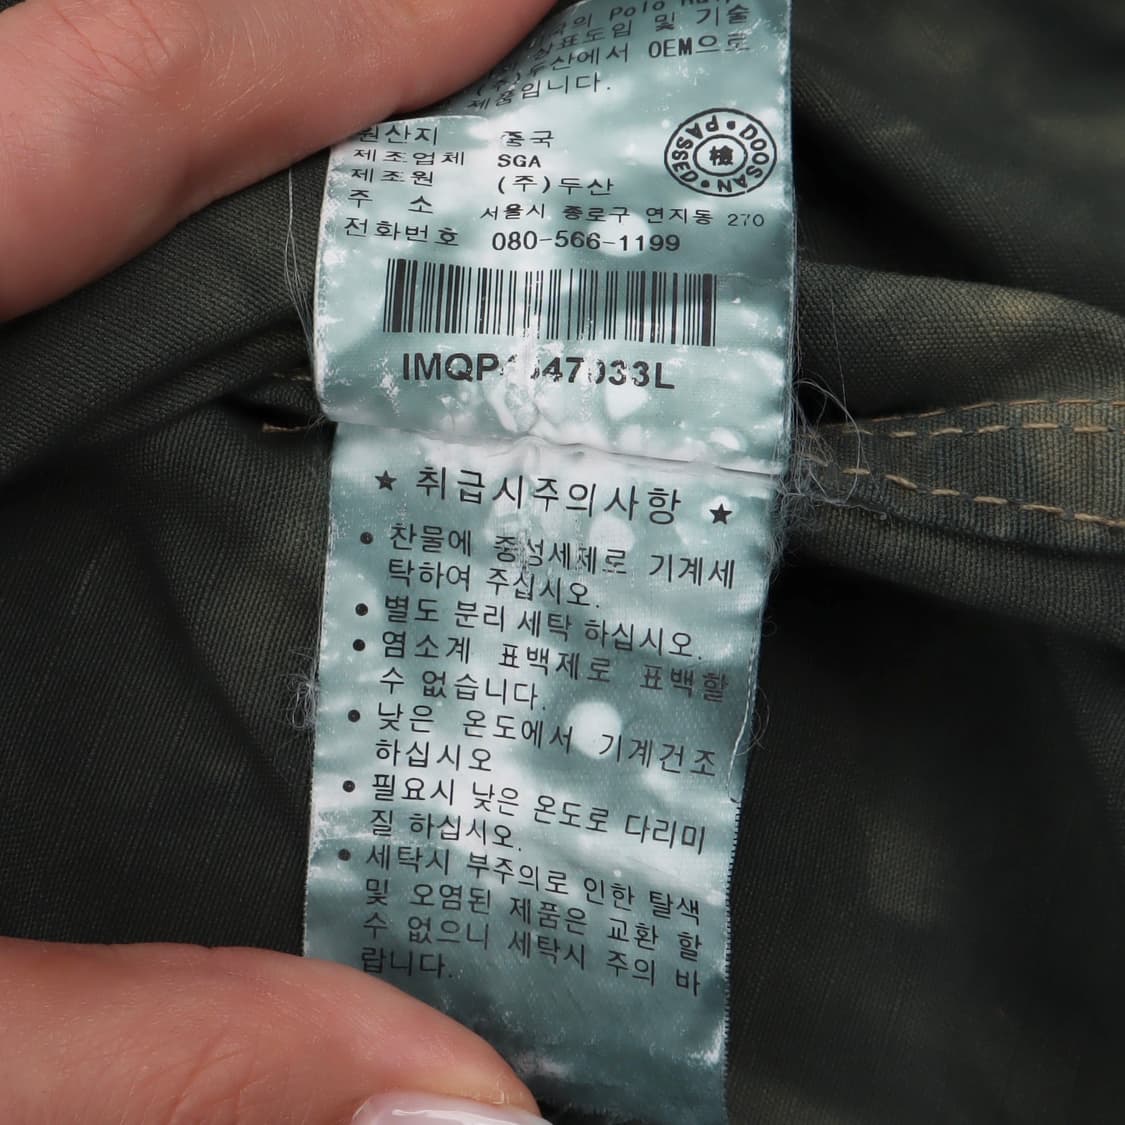 Polo
상표도입 및 기술
(주)두산에서 OEM으로
제품입니다.
원산지 중국
제조업체 SGA
제조원 (주)두산
주 소 서울시 종로구 연지동 270
전화번호 080-566-1199
DOOSAN PASSED 檢
★ 취급시주의사항 ★
• 찬물에 중성세제로 기계세
탁하여 주십시오.
• 별도 분리 세탁 하십시오.
• 염소계 표백제로 표백할
수 없습니다.
• 낮은 온도에서 기계건조
하십시오
• 필요시 낮은 온도로 다리미
질 하십시오.
• 세탁시 부주의로 인한 탈색
및 오염된 제품은 교환 할
수 없으니 세탁시 주의 바
랍니다.